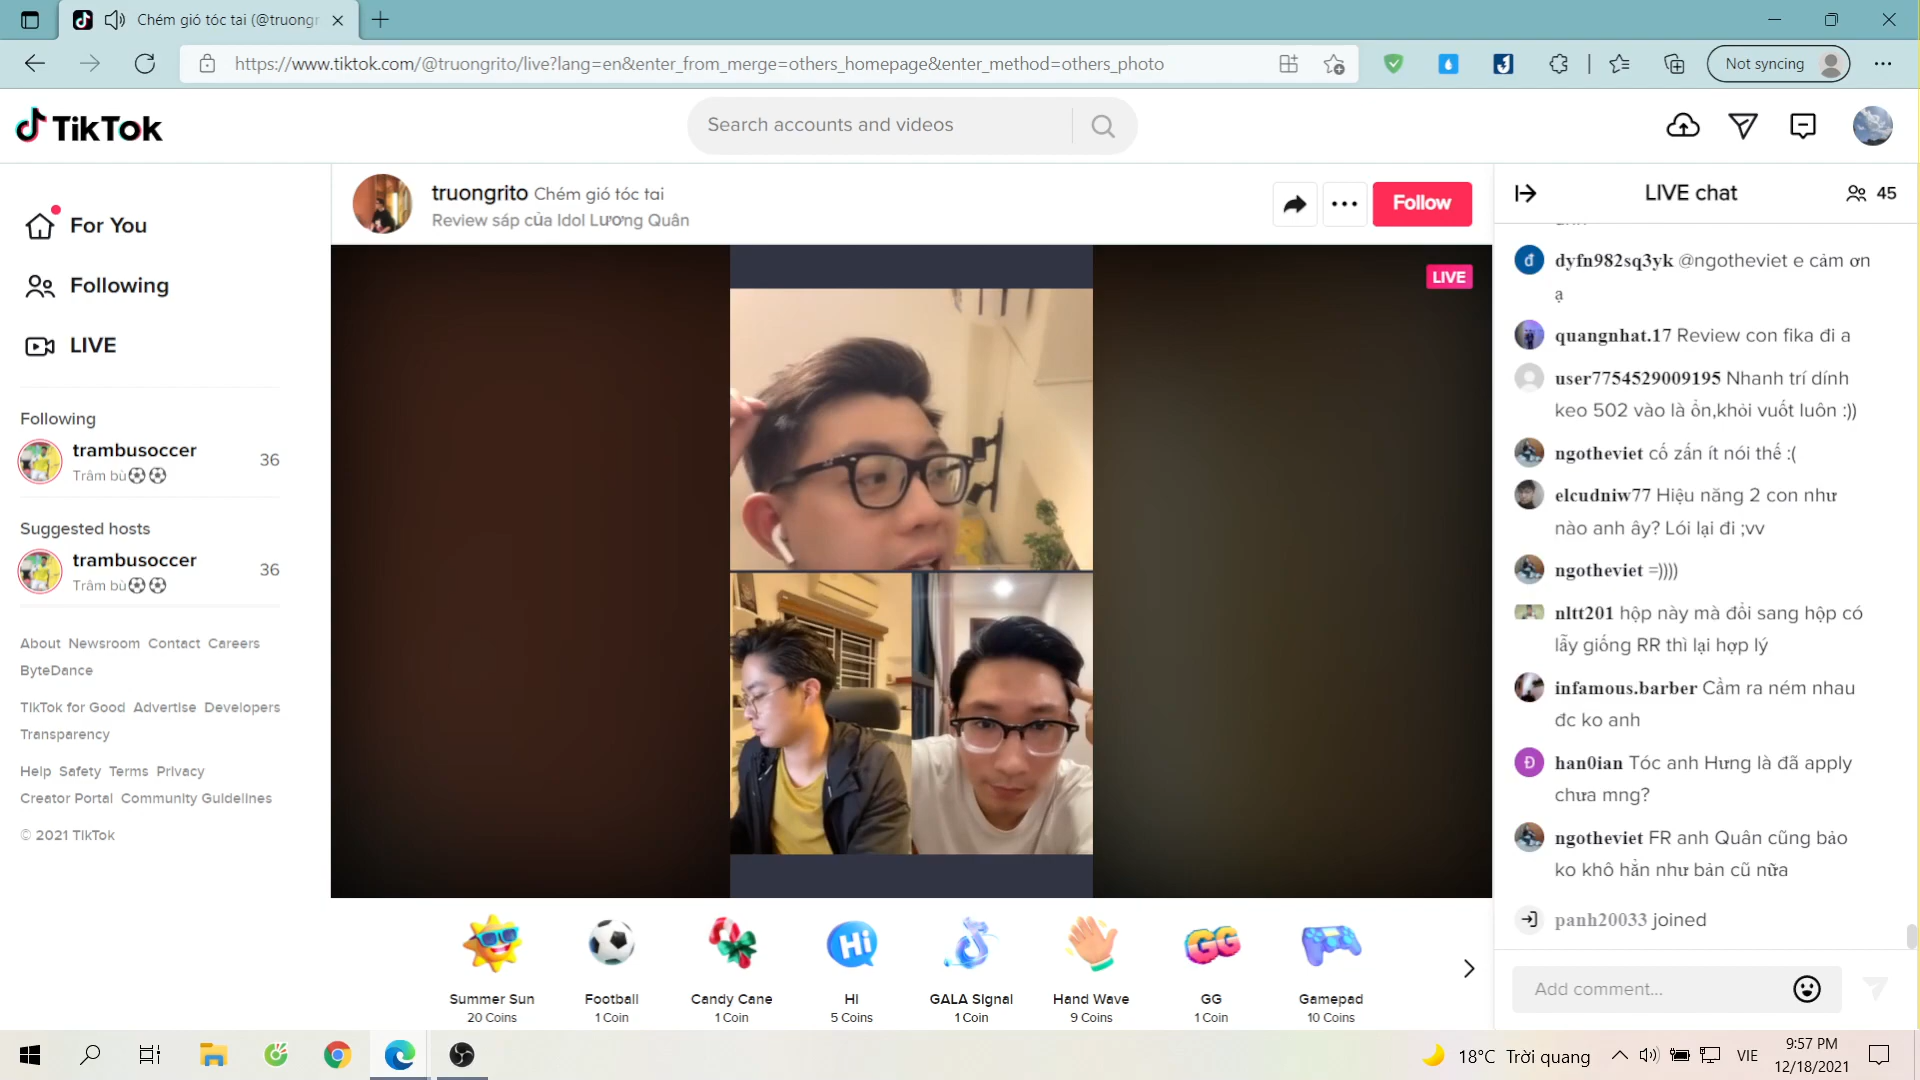 Chém gió tóc tai (@truongr
https://www.tiktok.com/@truongrito/live?lang=en&enter_from_merge=others_homepage&enter_method=others_photo
Not syncing
TikTok
Search accounts and videos
For You
Following
LIVE
Following
trambusoccer
36
Trâm bù⚽⚽
Suggested hosts
trambusoccer
36
Trâm bù⚽⚽
About Newsroom Contact Careers
ByteDance
TikTok for Good Advertise Developers
Transparency
Help Safety Terms Privacy
Creator Portal Community Guidelines
© 2021 TikTok
truongrito Chém gió tóc tai
Review sáp của Idol Lương Quân
Follow
LIVE
Summer Sun
20 Coins
Football
1 Coin
Candy Cane
1 Coin
Hi
HI
5 Coins
GALA Signal
1 Coin
Hand Wave
9 Coins
GG
GG
1 Coin
Gamepad
10 Coins
LIVE chat
45
đ
dyfn982sq3yk @ngotheviet e cảm ơn
ạ
quangnhat.17 Review con fika đi a
user7754529009195 Nhanh trí dính
keo 502 vào là ổn,khỏi vuốt luôn :))
ngotheviet cố zấn ít nói thế :(
elcudniw77 Hiệu năng 2 con như
nào anh ây? Lói lại đi ;vv
ngotheviet =))))
nltt201 hộp này mà đổi sang hộp có
lẫy giống RR thì lại hợp lý
infamous.barber Cầm ra ném nhau
đc ko anh
Đ
han0ian Tóc anh Hưng là đã apply
chưa mng?
ngotheviet FR anh Quân cũng bảo
ko khô hẳn như bản cũ nữa
panh20033 joined
Add comment...
18°C Trời quang
VIE
9:57 PM
12/18/2021